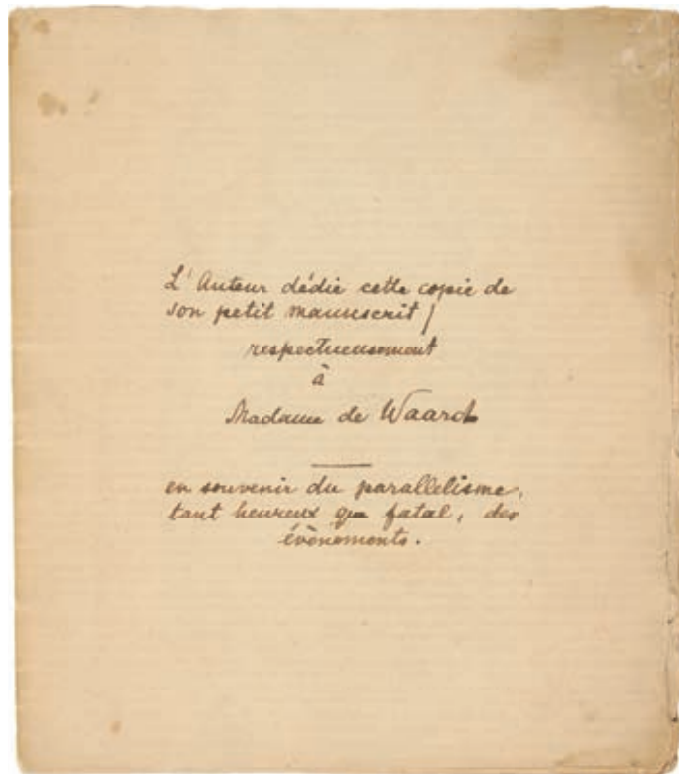 L'Auteur dédie cette copie de
son petit manuscrit /
respectueusement
à
Madame de Waard
en souvenir du parallelisme,
tant heureux que fatal, des
évènements.